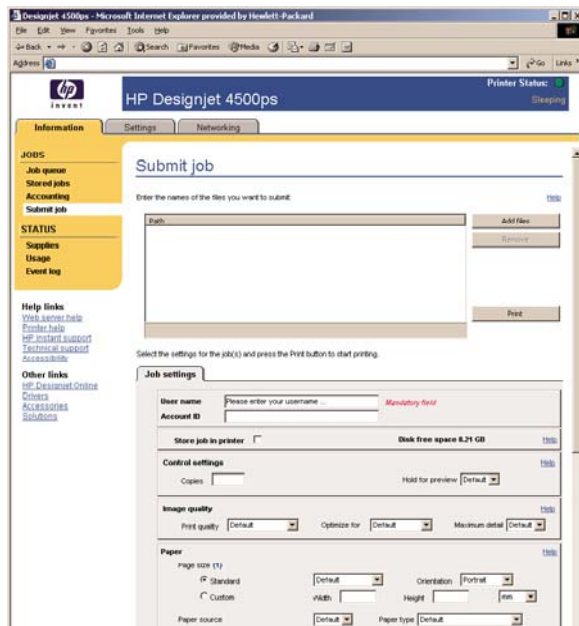 Designjet 4500ps - Microsoft Internet Explorer provided by Hewlett-Packard
File Edit View Favorites Tools Help
Back Search Favorites Media
Address Go Links
hp
invent
HP Designjet 4500ps
Printer Status:
Sleeping
Information Settings Networking
JOBS
Job queue
Stored jobs
Accounting
Submit job
STATUS
Supplies
Usage
Event log
Help links
Web server help
Printer help
HP instant support
Technical support
Accessibility
Other links
HP Designjet Online
Drivers
Accessories
Solutions
Submit job
Enter the names of the files you want to submit Help
Path
Add files
Remove
Print
Select the settings for the job(s) and press the Print button to start printing.
Job settings
User name Please enter your username ... Mandatory field
Account ID
Store job in printer Disk free space 8.21 GB Help
Control settings Help
Copies Hold for preview Default
Image quality Help
Print quality Default Optimize for Default Maximum detail Default
Paper Help
Page size (1)
Standard Default Orientation Portrait
Custom Width Height mm
Paper source Default Paper type Default